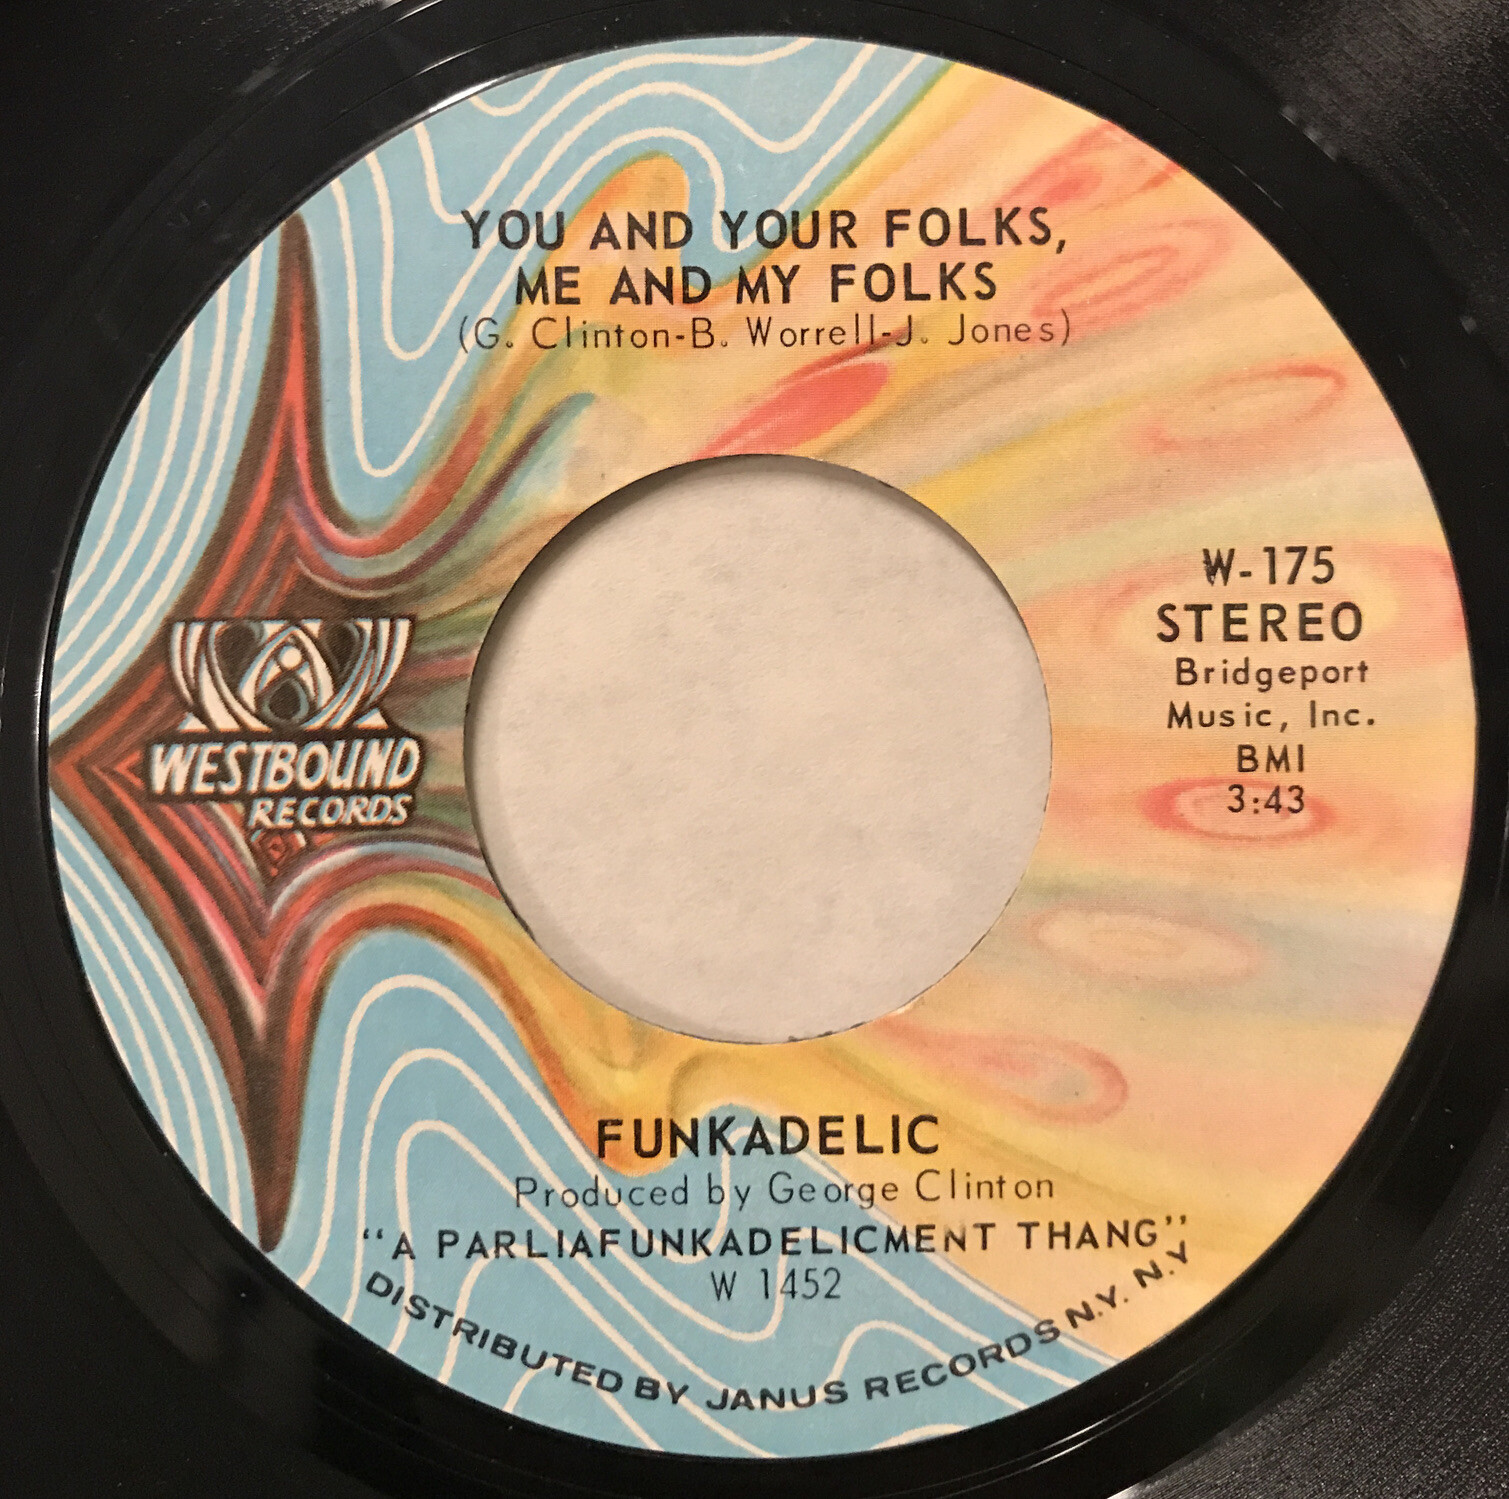 YOU AND YOUR FOLKS,
ME AND MY FOLKS
(G. Clinton-B. Worrell-J. Jones)
W-175
STEREO
Bridgeport
Music, Inc.
BMI
3:43
WESTBOUND
RECORDS
FUNKADELIC
Produced by George Clinton
“A PARLIAFUNKADELICMENT THANG”
W 1452
DISTRIBUTED BY JANUS RECORDS N.Y. N.Y